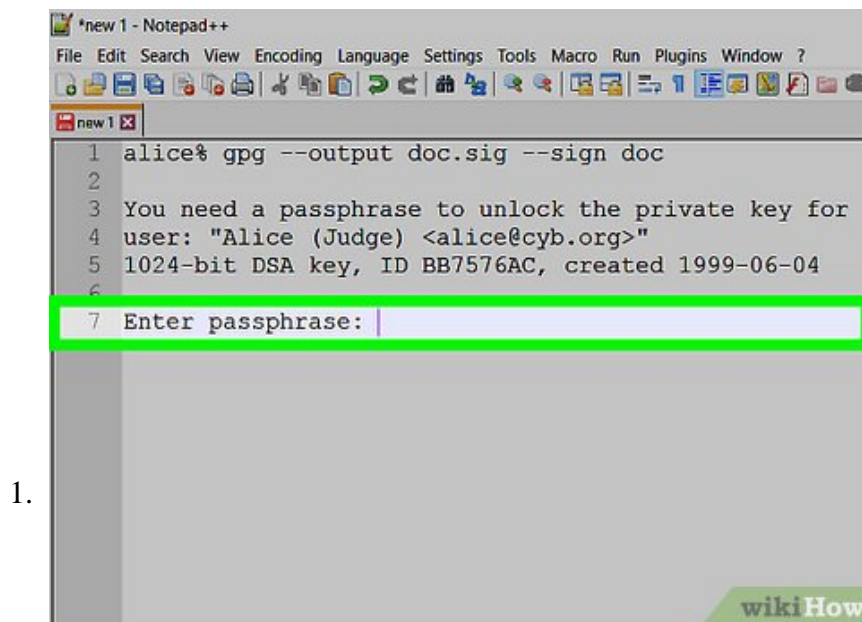 *new 1 - Notepad++
File Edit Search View Encoding Language Settings Tools Macro Run Plugins Window ?
new 1
1 alice% gpg --output doc.sig --sign doc
2
3 You need a passphrase to unlock the private key for
4 user: "Alice (Judge) <alice@cyb.org>"
5 1024-bit DSA key, ID BB7576AC, created 1999-06-04
6
7 Enter passphrase:
1.
wikiHow